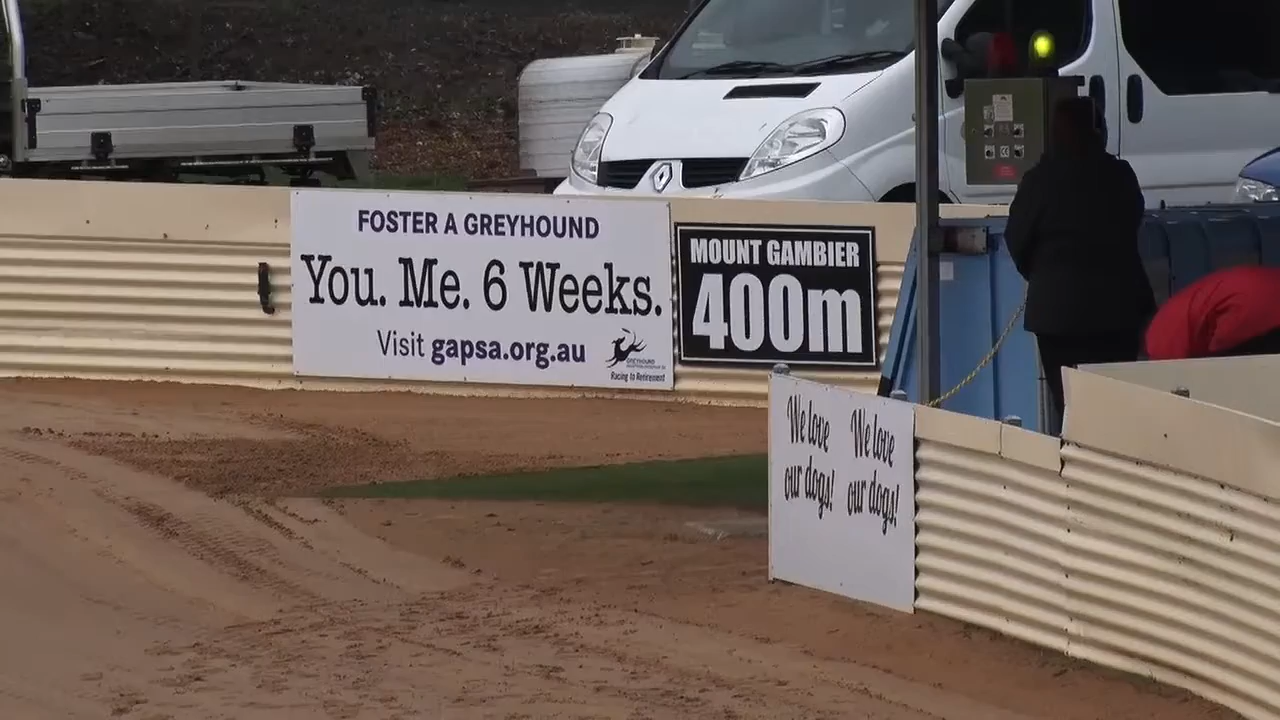 FOSTER A GREYHOUND
You. Me. 6 Weeks.
Visit gapsa.org.au
GREYHOUND
Racing to Retirement
MOUNT GAMBIER
400m
We love
our dogs!
We love
our dogs!